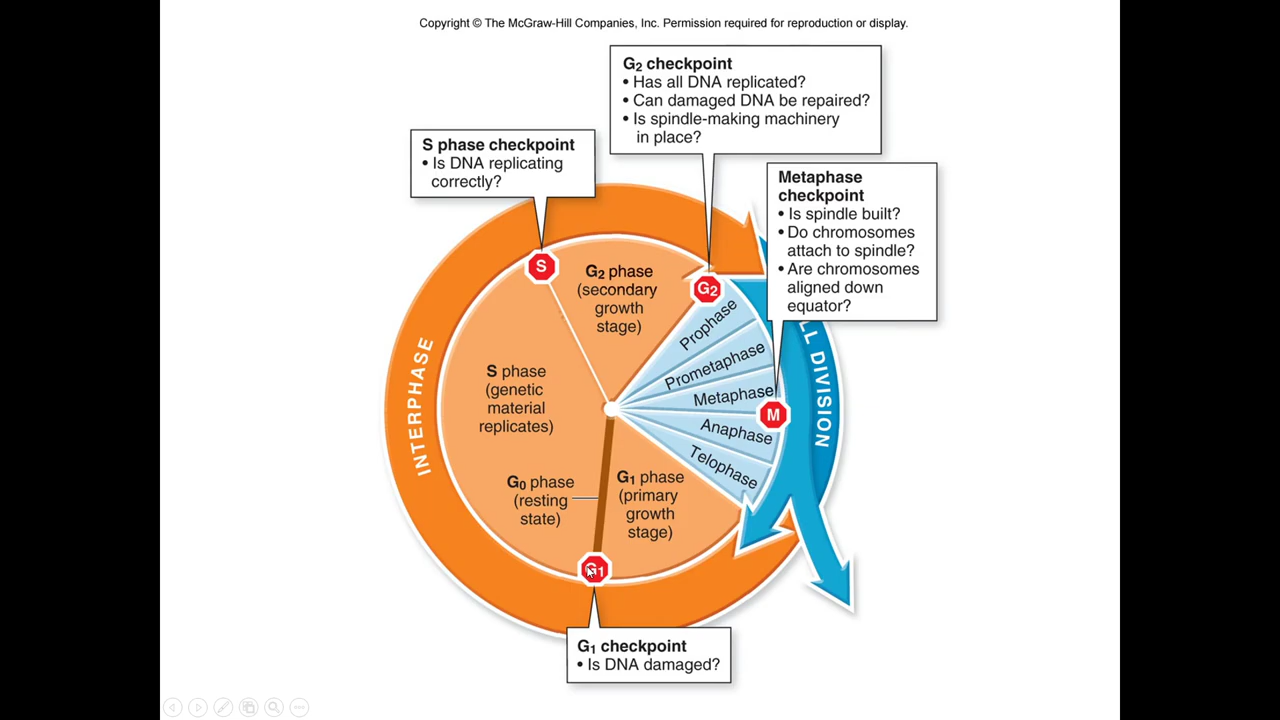 Copyright © The McGraw-Hill Companies, Inc. Permission required for reproduction or display.
G₂ checkpoint
• Has all DNA replicated?
• Can damaged DNA be repaired?
• Is spindle-making machinery
in place?
S phase checkpoint
• Is DNA replicating
correctly?
Metaphase
checkpoint
• Is spindle built?
• Do chromosomes
attach to spindle?
• Are chromosomes
aligned down
equator?
S
G₂ phase
(secondary
growth
stage)
G₂
Prophase
Prometaphase
Metaphase
M
Anaphase
Telophase
DIVISION
INTERPHASE
S phase
(genetic
material
replicates)
G₀ phase
(resting
state)
G₁ phase
(primary
growth
stage)
G₁
G₁ checkpoint
• Is DNA damaged?